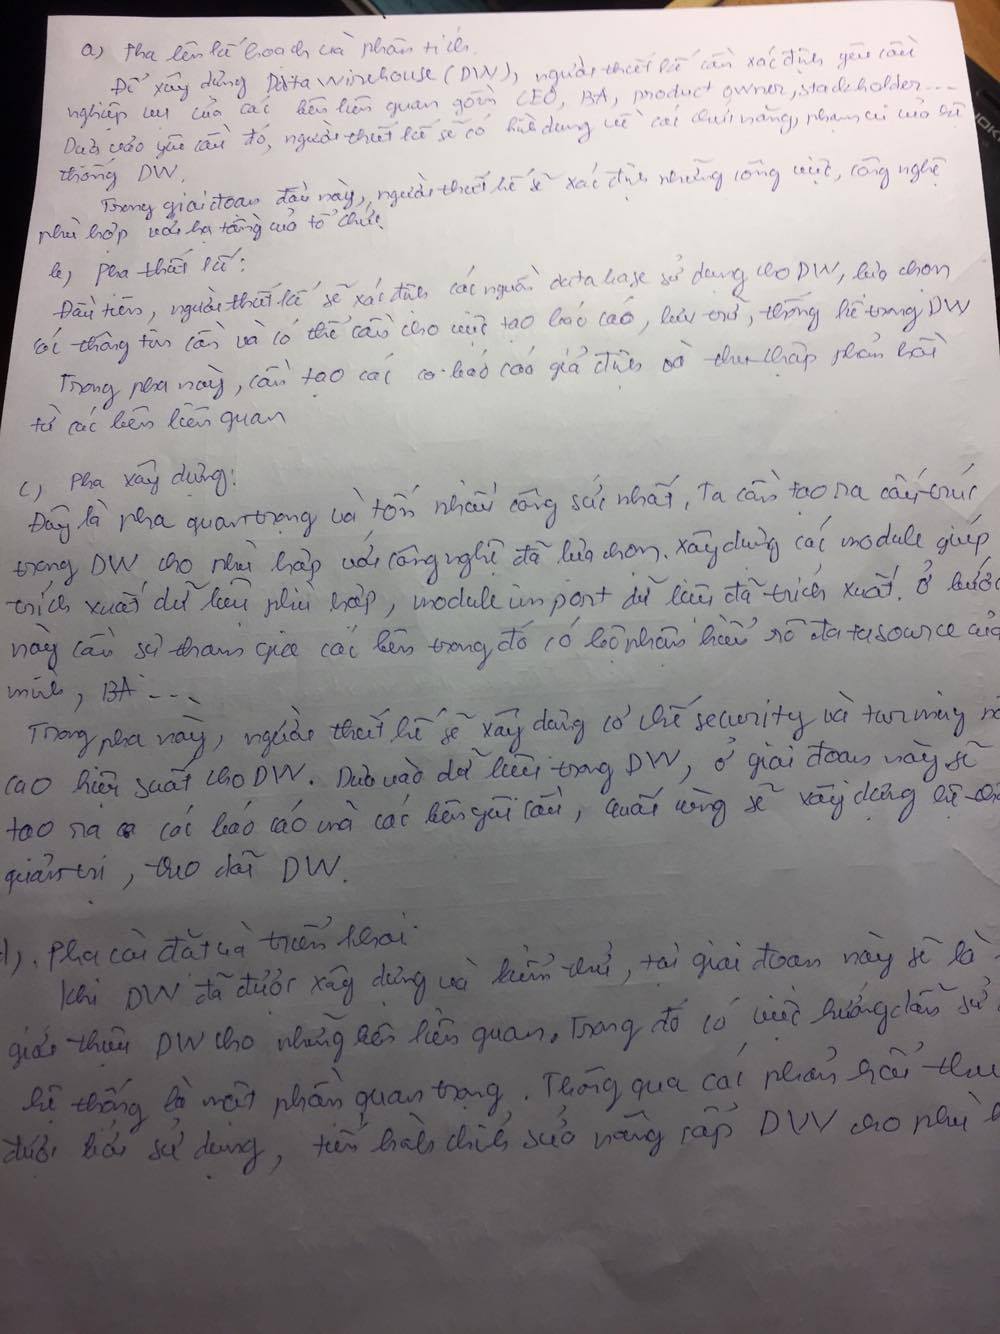 a) Pha lên kế hoạch và phân tích.
Để xây dựng Data Wirehouse (DW), người thiết kế cần xác định yêu cầu
nghiệp vụ của các bên liên quan gồm CEO, BA, product owner, stackholder...
Dựa vào yêu cầu đó, người thiết kế sẽ có hình dung về các chức năng, phạm vi của hệ
thống DW.
Trong giai đoạn đầu này, người thiết kế sẽ xác định những công việc, công nghệ
phù hợp với hạ tầng của tổ chức
b) Pha thiết kế:
Đầu tiên, người thiết kế sẽ xác định các nguồn database sử dụng cho DW, lựa chọn
các thông tin cần và có thể cần cho việc tạo báo cáo, lưu trữ, thống kê trong DW
Trong pha này, cần tạo các báo cáo giả định và thu thập phản hồi
từ các bên liên quan
c) Pha xây dựng:
Đây là pha quan trọng và tốn nhiều công sức nhất. Ta cần tạo ra cấu trúc
trong DW cho phù hợp với công nghệ đã lựa chọn. Xây dựng các module giúp
trích xuất dữ liệu phù hợp, module import dữ liệu đã trích xuất. Ở bước
này cần sự tham gia các bên trong đó có bộ phận hiểu rõ datasource của
mình, BA ....
Trong pha này, người thiết kế sẽ xây dựng cơ chế security và tunning
cao hiệu suất cho DW. Dựa vào dữ liệu trong DW, ở giai đoạn này sẽ
tạo ra các báo cáo mà các bên yêu cầu, cuối cùng sẽ xây dựng
quản trị, theo dõi DW.
d). Pha cài đặt và triển khai
Khi DW đã được xây dựng và kiểm thử, tại giai đoạn này sẽ là
giới thiệu DW cho những bên liên quan. Trong đó có việc hướng dẫn sử
hệ thống là một phần quan trọng. Thông qua các phản hồi thu
được khi sử dụng, tiến hành chỉnh sửa nâng cấp DW cho phù